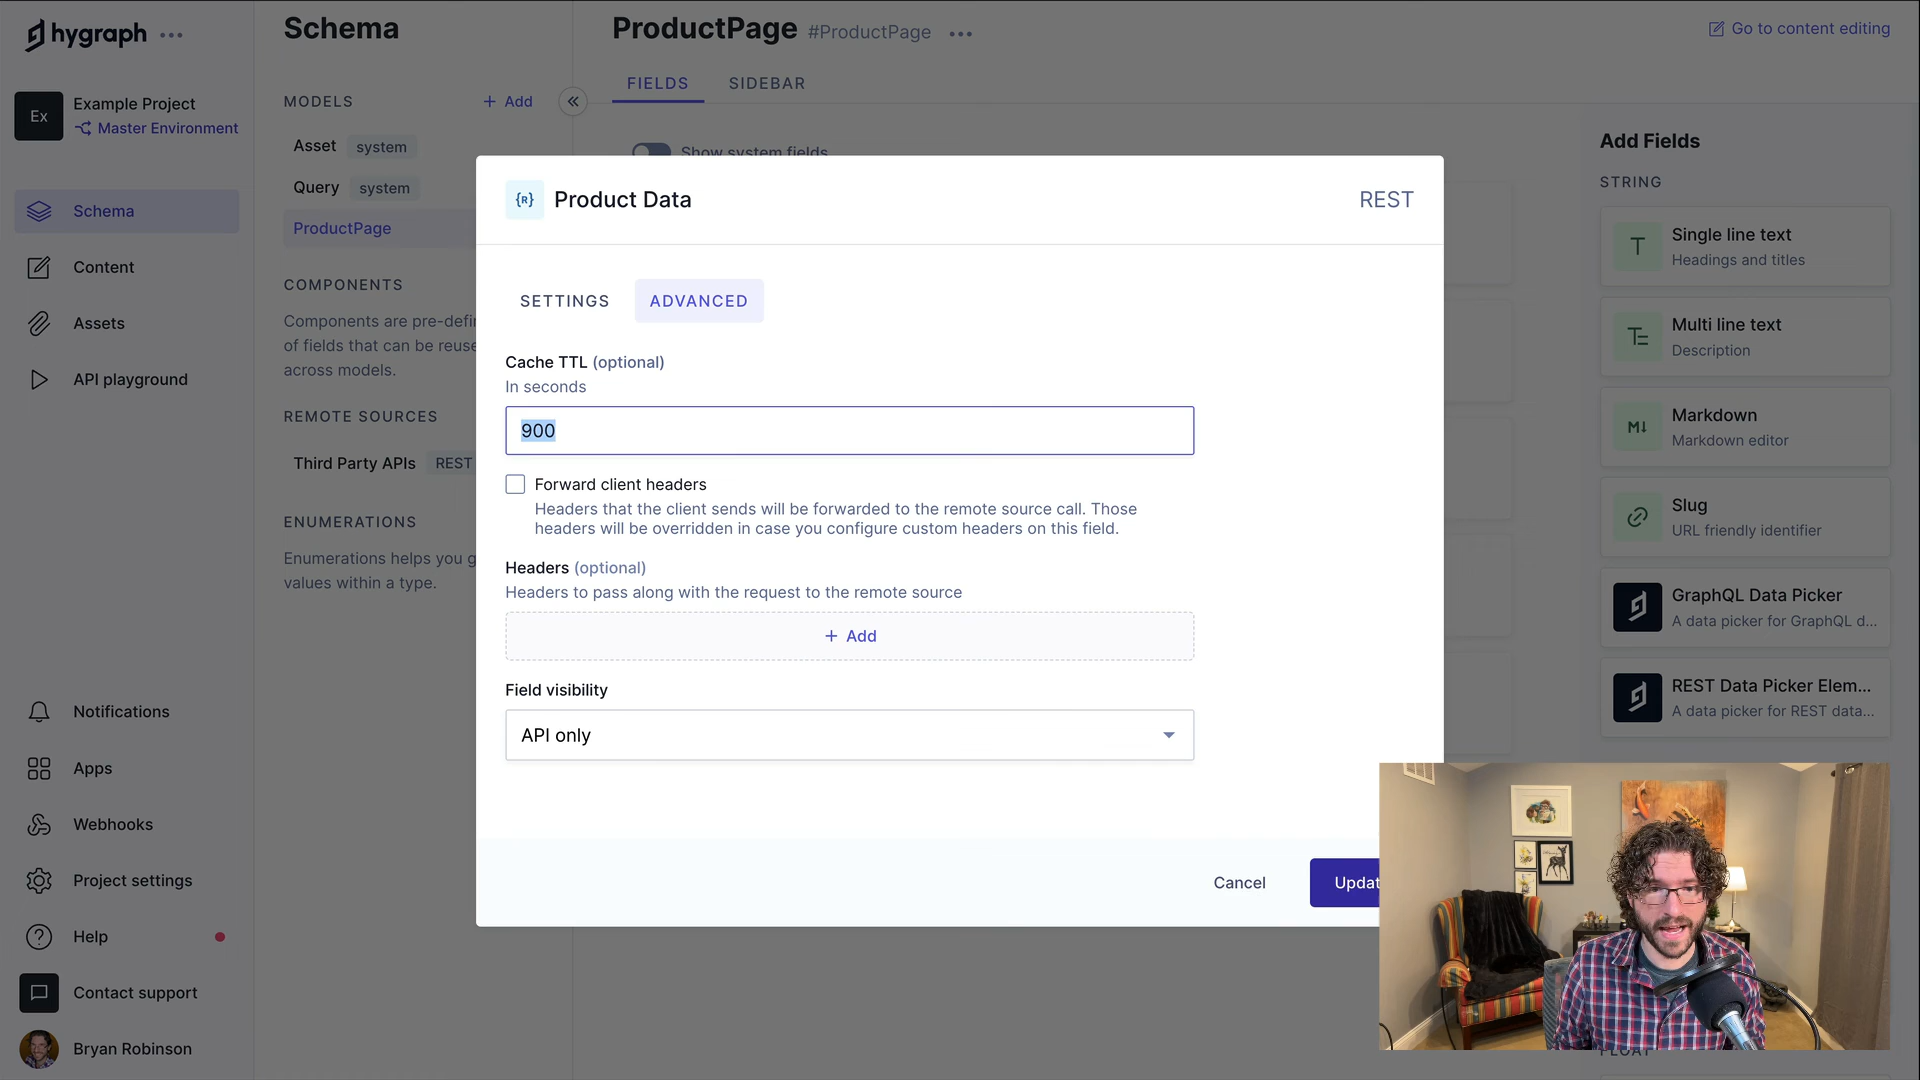 hygraph
Ex
Example Project
Master Environment
Schema
Content
Assets
API playground
Notifications
Apps
Webhooks
Project settings
Help
Contact support
Bryan Robinson
Schema
MODELS
+ Add
Asset system
Query system
ProductPage
COMPONENTS
Components are pre-defin
of fields that can be reuse
across models.
REMOTE SOURCES
Third Party APIs REST
ENUMERATIONS
Enumerations helps you g
values within a type.
ProductPage #ProductPage
Go to content editing
FIELDS SIDEBAR
Show system fields
{R} Product Data REST
SETTINGS ADVANCED
Cache TTL (optional)
In seconds
900
Forward client headers
Headers that the client sends will be forwarded to the remote source call. Those
headers will be overridden in case you configure custom headers on this field.
Headers (optional)
Headers to pass along with the request to the remote source
+ Add
Field visibility
API only
Cancel
Updat
Add Fields
STRING
T
Single line text
Headings and titles
T
Multi line text
Description
M↓
Markdown
Markdown editor
Slug
URL friendly identifier
GraphQL Data Picker
A data picker for GraphQL d...
REST Data Picker Elem...
A data picker for REST data...
FLOAT